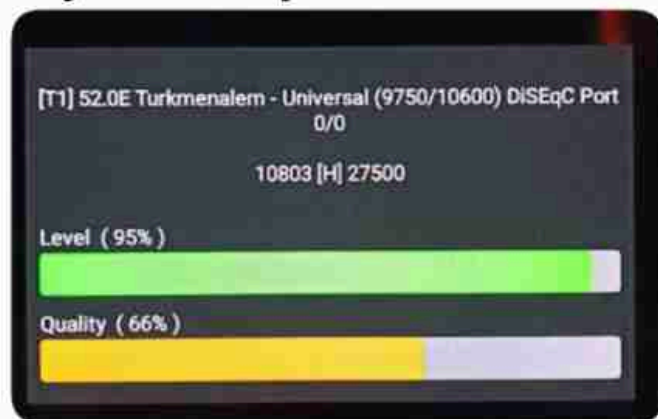 [T1] 52.0E Turkmenalem - Universal (9750/10600) DiSEqC Port
0/0
10803 [H] 27500
Level ( 95% )
Quality ( 66% )